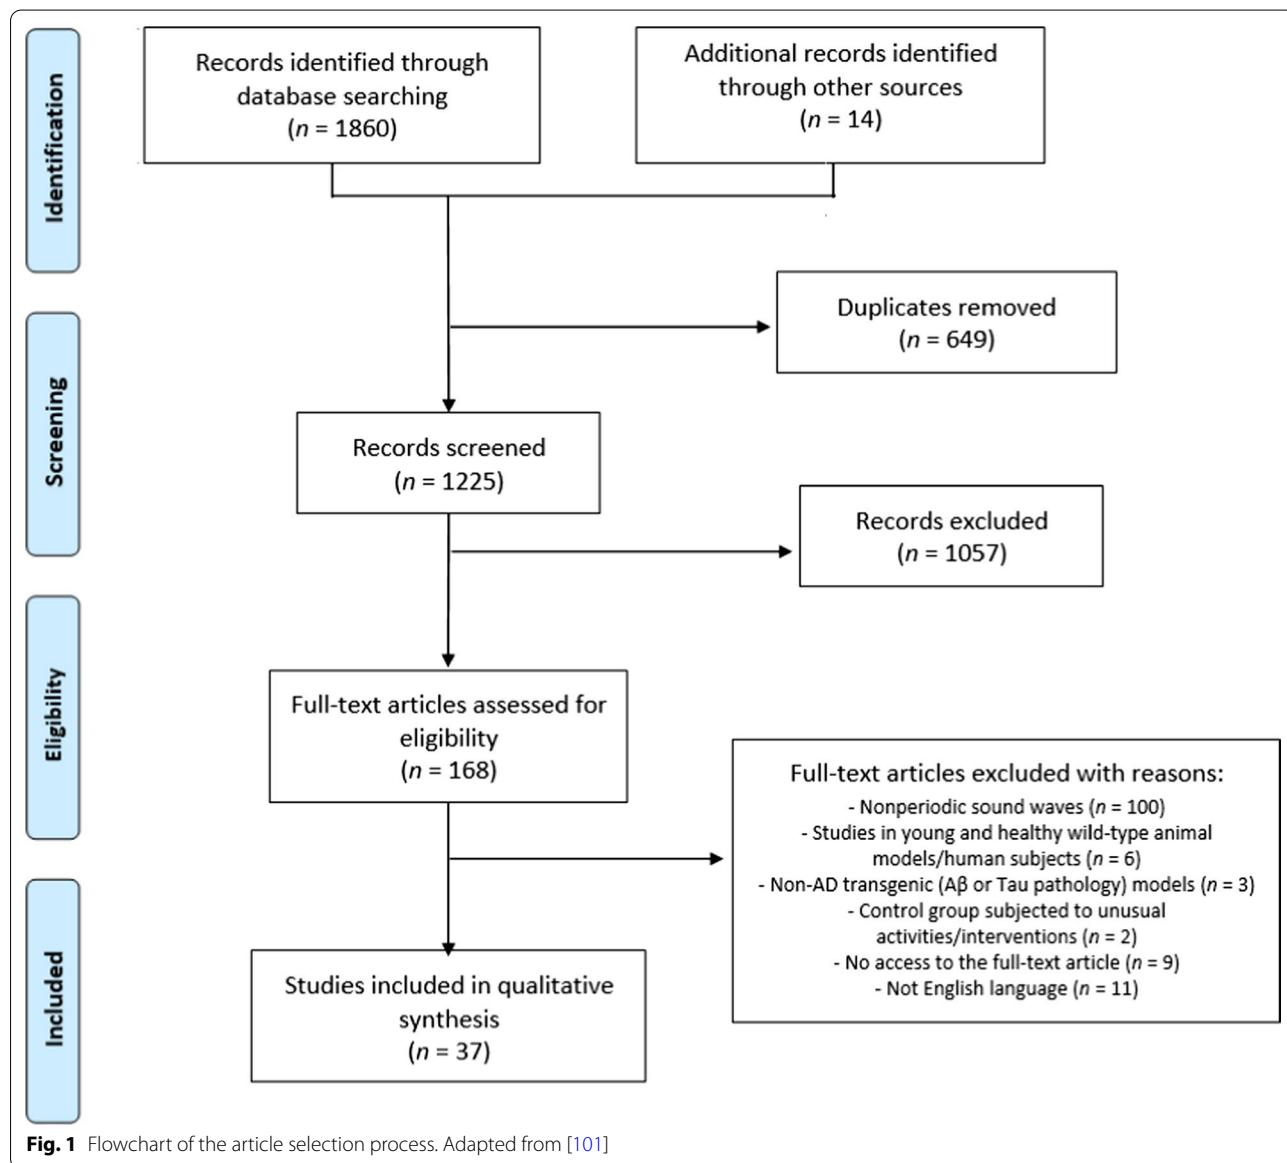 Identification
Records identified through
database searching
(n = 1860)
Additional records identified
through other sources
(n = 14)
Duplicates removed
(n = 649)
Screening
Records screened
(n = 1225)
Records excluded
(n = 1057)
Eligibility
Full-text articles assessed for
eligibility
(n = 168)
Full-text articles excluded with reasons:
- Nonperiodic sound waves (n = 100)
- Studies in young and healthy wild-type animal
models/human subjects (n = 6)
- Non-AD transgenic (Aβ or Tau pathology) models (n = 3)
- Control group subjected to unusual
activities/interventions (n = 2)
- No access to the full-text article (n = 9)
- Not English language (n = 11)
Included
Studies included in qualitative
synthesis
(n = 37)
Fig. 1 Flowchart of the article selection process. Adapted from [101]